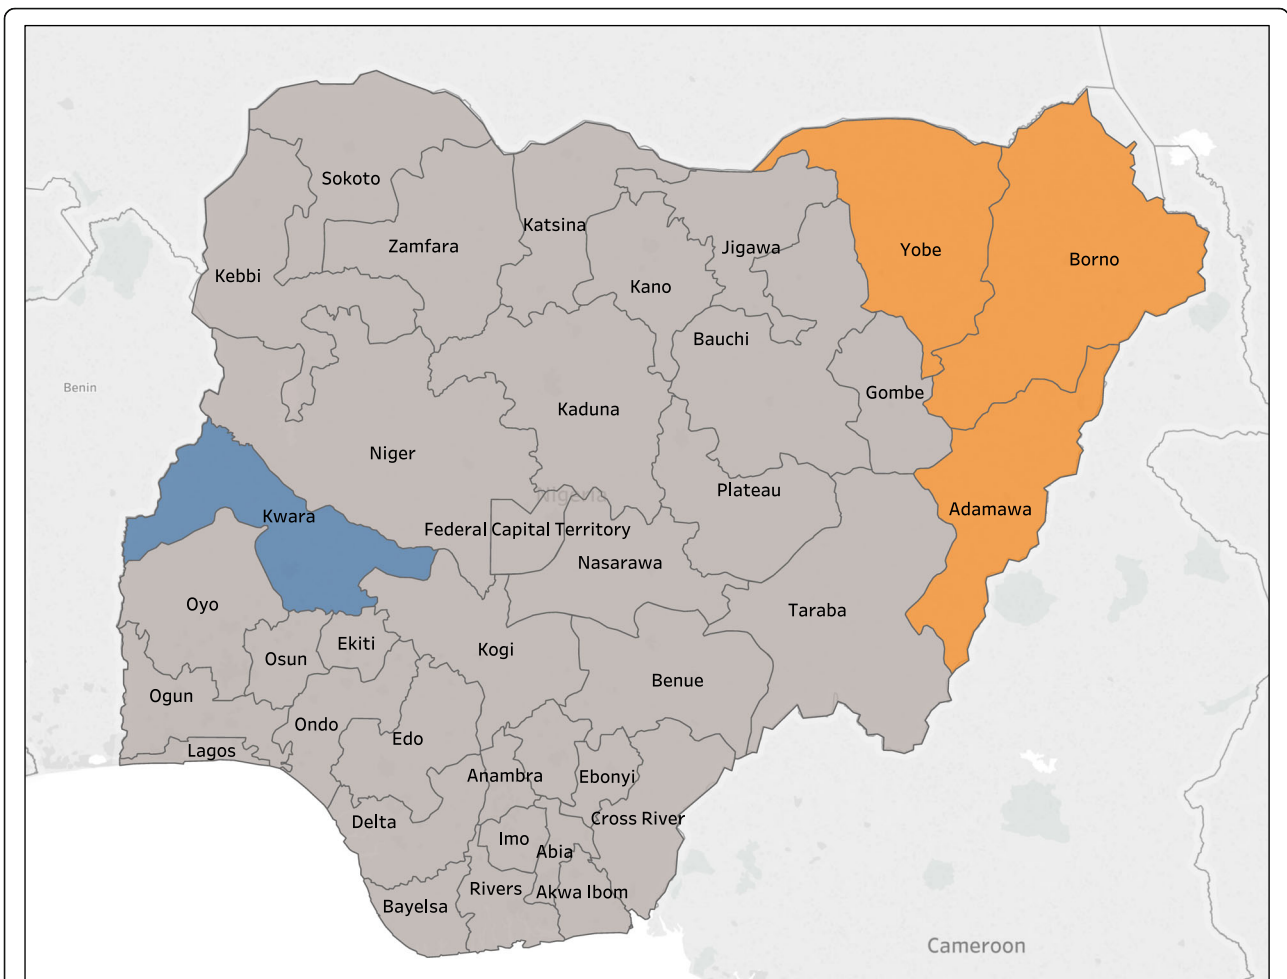 Sokoto
Katsina
Zamfara
Jigawa
Yobe
Borno
Kebbi
Kano
Bauchi
Benin
Gombe
Kaduna
Niger
Plateau
Nigeria
Adamawa
Kwara
Federal Capital Territory
Nasarawa
Oyo
Taraba
Ekiti
Kogi
Osun
Benue
Ogun
Ondo
Edo
Lagos
Anambra
Ebonyi
Delta
Cross River
Imo
Abia
Rivers
Akwa Ibom
Bayelsa
Cameroon